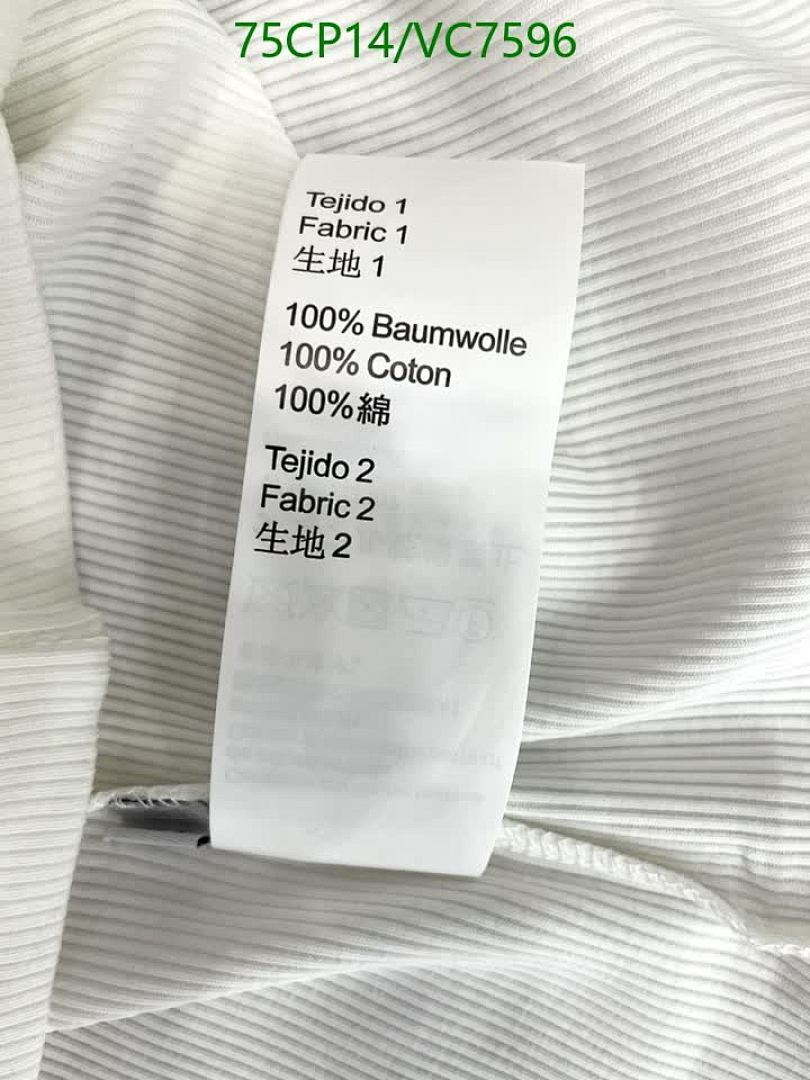 75CP14/VC7596
Tejido 1
Fabric 1
生地 1
100% Baumwolle
100% Coton
100%綿
Tejido 2
Fabric 2
生地 2